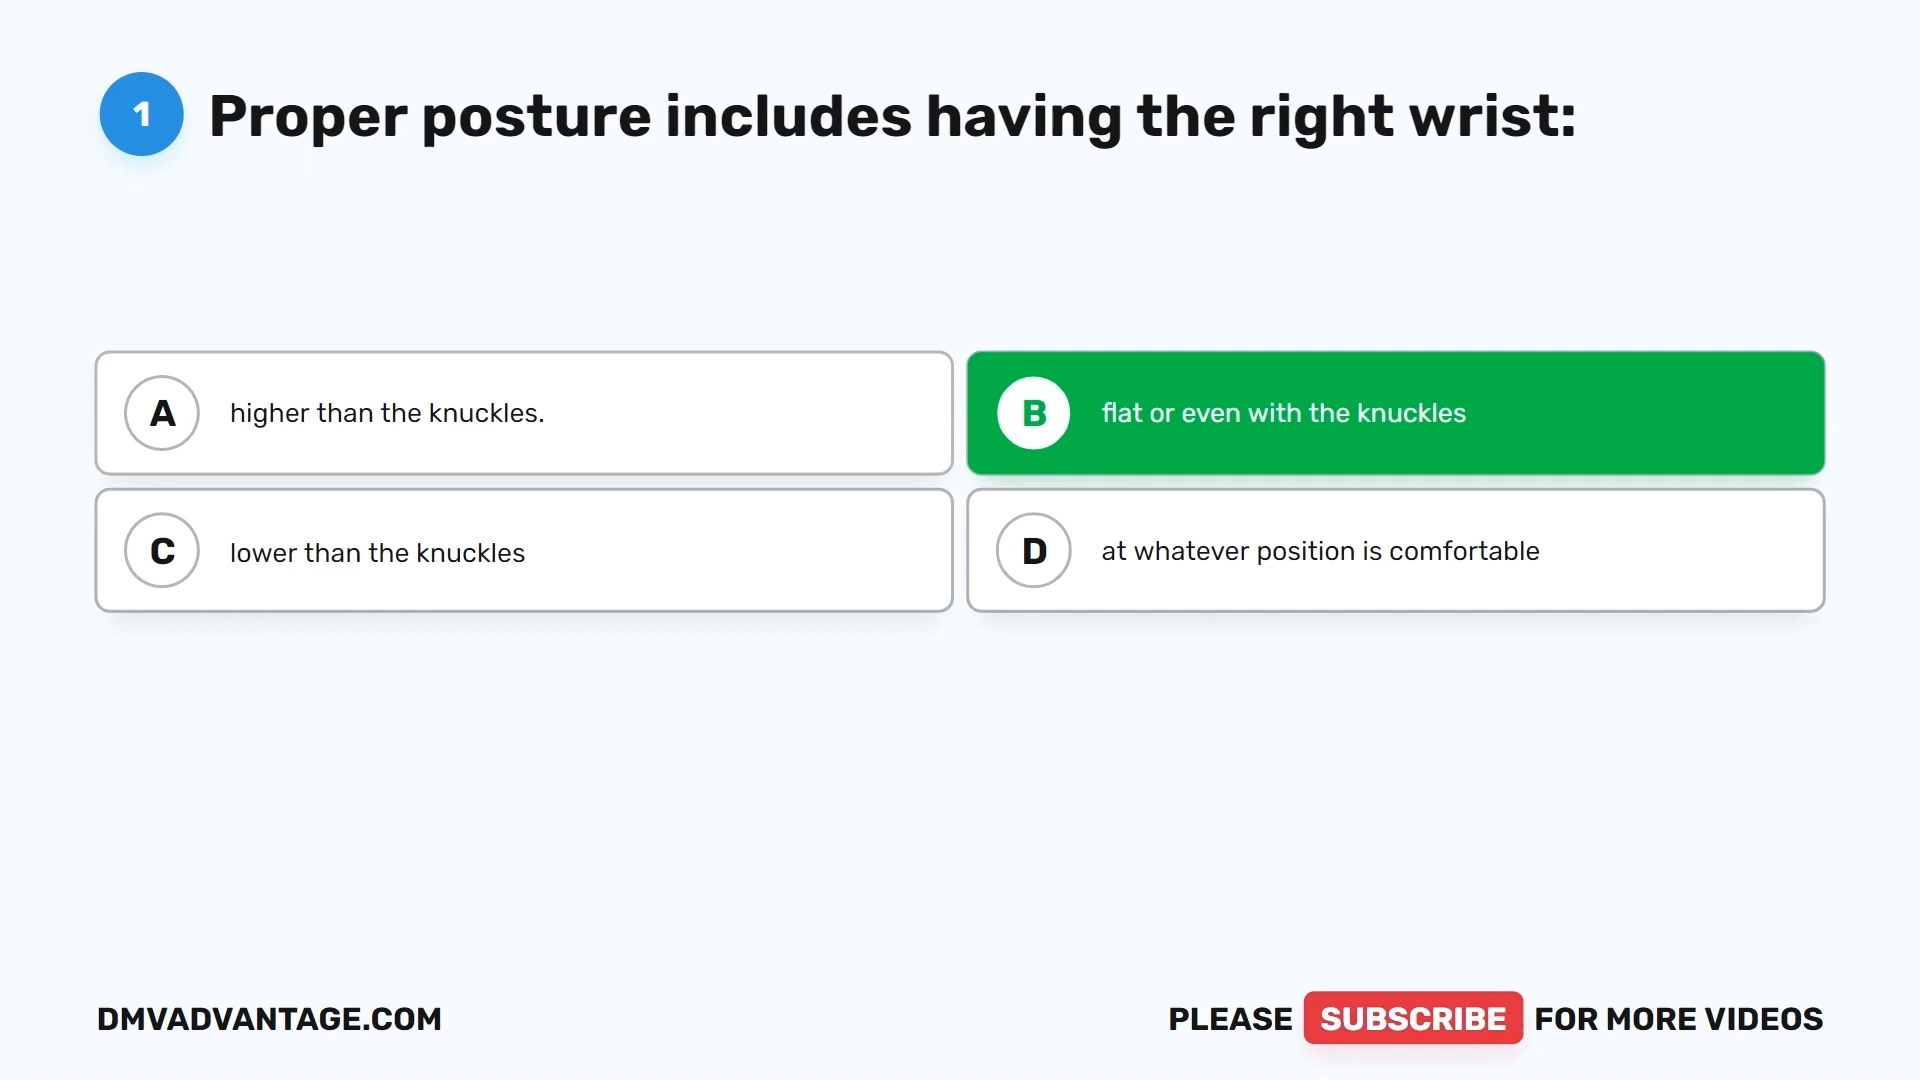 1 Proper posture includes having the right wrist:
A higher than the knuckles.
B flat or even with the knuckles
C lower than the knuckles
D at whatever position is comfortable
DMVADVANTAGE.COM
PLEASE SUBSCRIBE FOR MORE VIDEOS